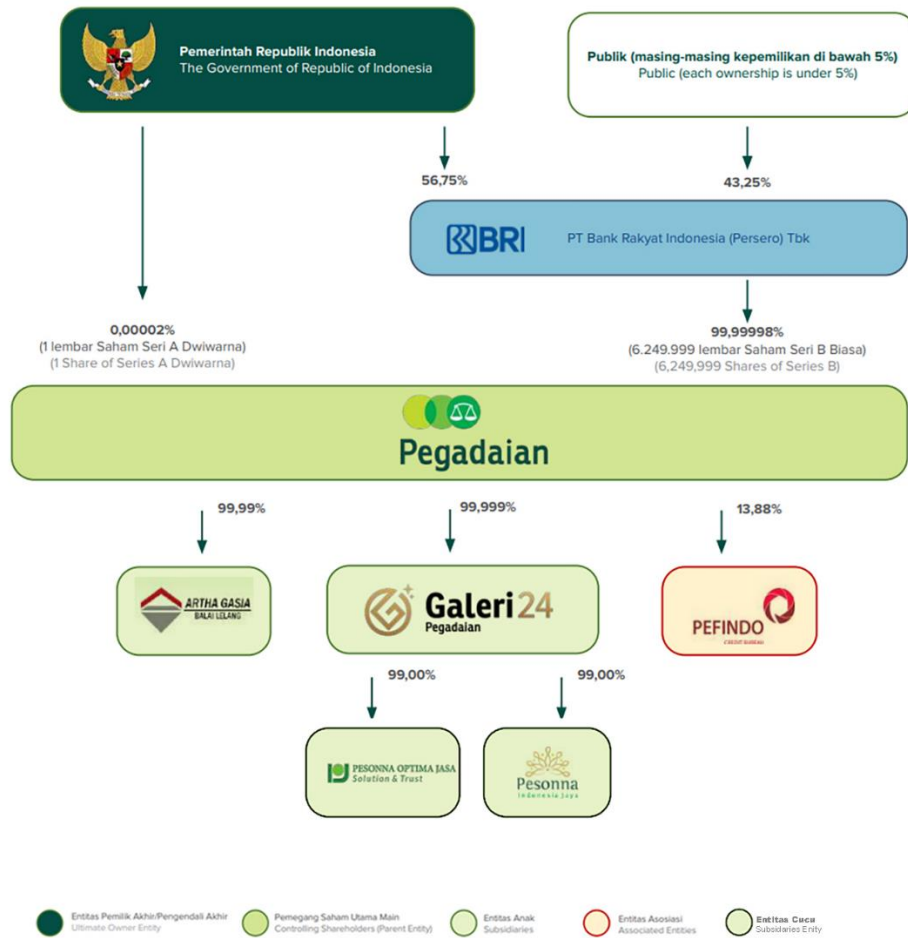 Pemerintah Republik Indonesia
The Government of Republic of Indonesia
Publik (masing-masing kepemilikan di bawah 5%)
Public (each ownership is under 5%)
56,75%
43,25%
BRI
PT Bank Rakyat Indonesia (Persero) Tbk
0,00002%
(1 lembar Saham Seri A Dwiwarna)
(1 Share of Series A Dwiwarna)
99,99998%
(6.249.999 lembar Saham Seri B Biasa)
(6,249,999 Shares of Series B)
Pegadaian
99,99%
99,999%
13,88%
ARTHA GASIA
BALAI LELANG
Galeri 24
Pegadaian
PEFINDO
CREDIT BUREAU
99,00%
99,00%
PESONNA OPTIMA JASA
Solution & Trust
Pesonna
Indonesia Jaya
Entitas Pemilik Akhir/Pengendali Akhir
Ultimate Owner Entity
Pemegang Saham Utama Main
Controlling Shareholders (Parent Entity)
Entitas Anak
Subsidiaries
Entitas Asosiasi
Associated Entities
Entitas Cucu
Subsidiaries Enity